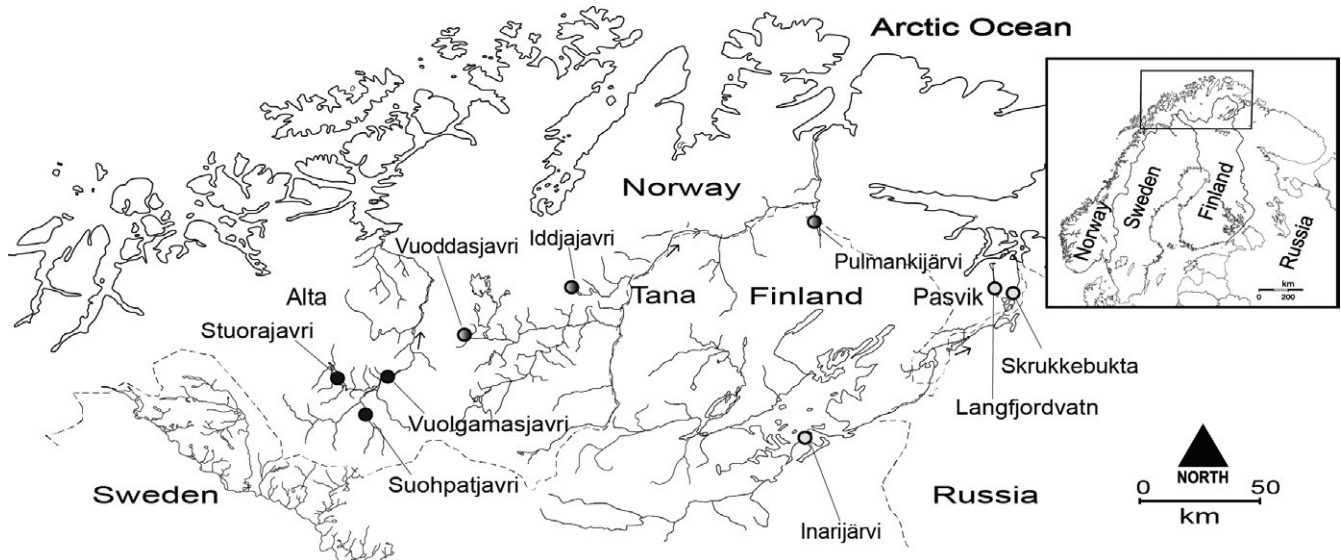 Arctic Ocean
Norway
Vuoddasjavri
Iddjajavri
Pulmankijärvi
Alta
Tana
Finland
Pasvik
Stuorajavri
Skrukkebukta
Langfjordvatn
Vuolgamasjavri
Suohpatjavri
Sweden
Inarijärvi
Russia
NORTH
0 50
km
Norway
Sweden
Finland
Russia
km
0 200